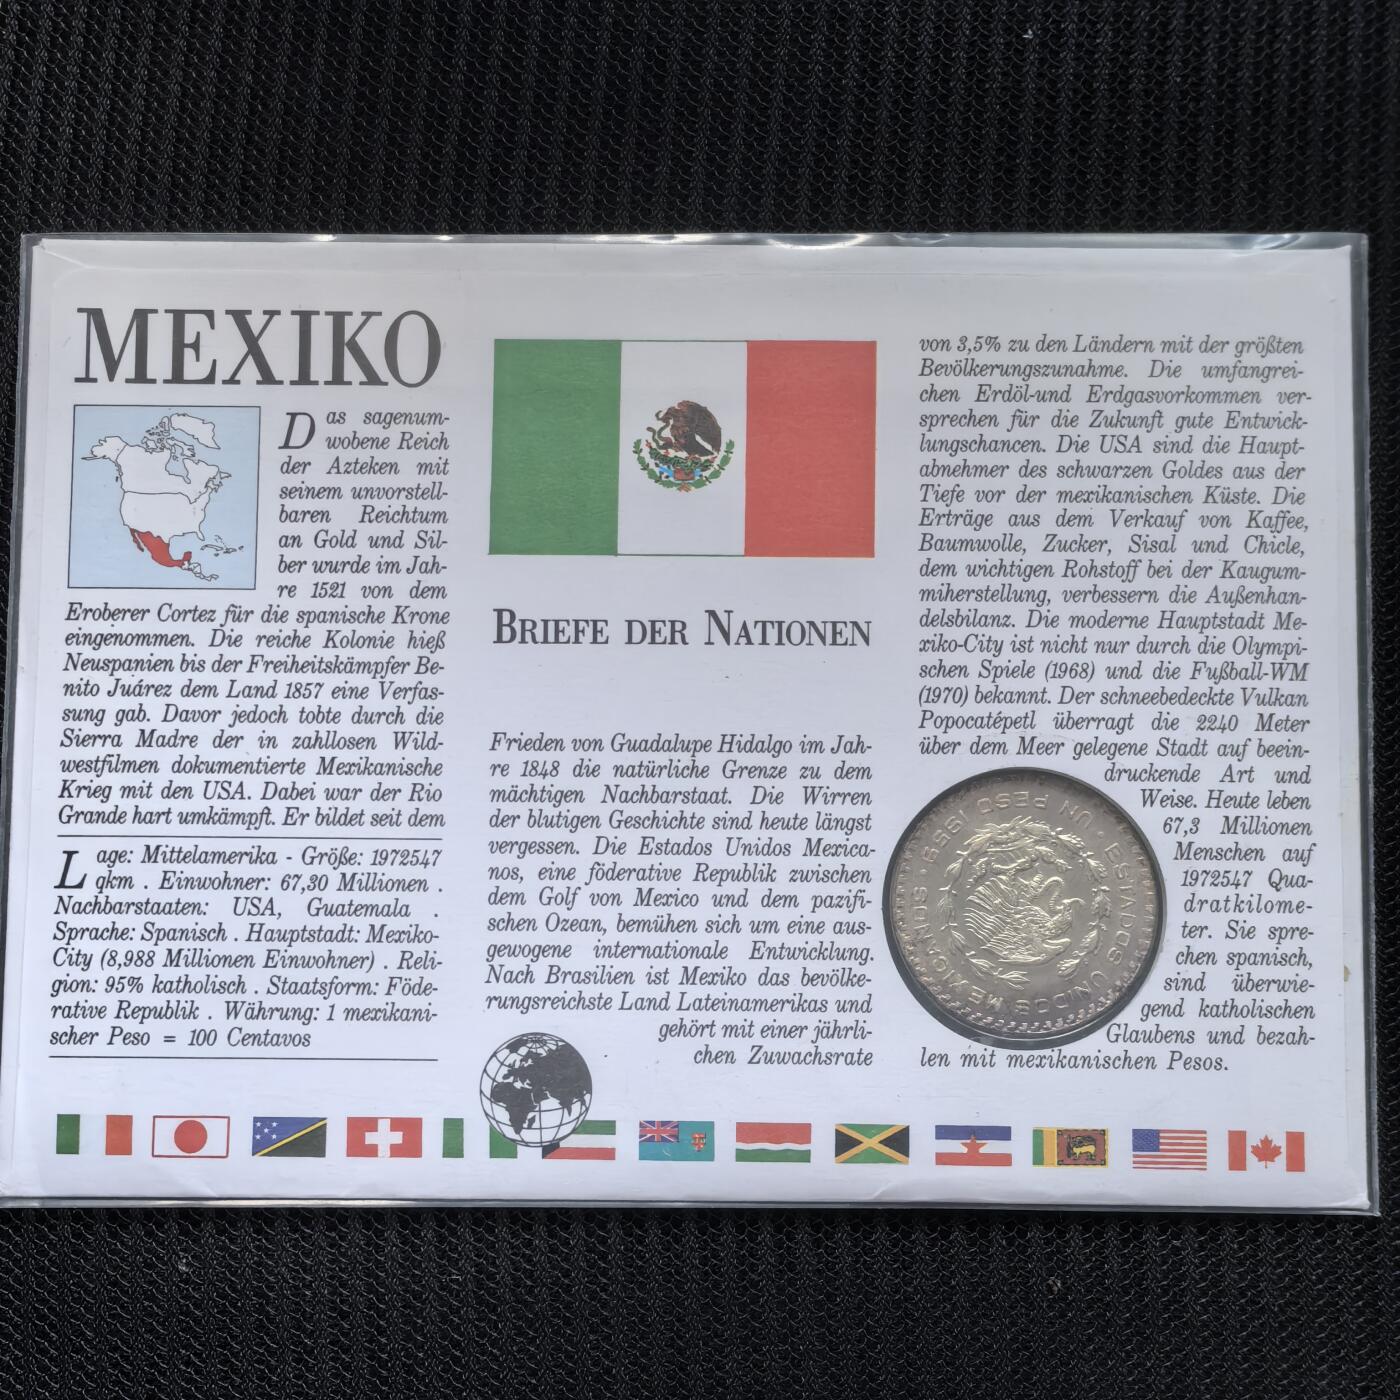 MEXIKO
Das sagenum-
wobene Reich
der Azteken mit
seinem unvorstell-
baren Reichtum
an Gold und Sil-
ber wurde im Jah-
re 1521 von dem
Eroberer Cortez für die spanische Krone
eingenommen. Die reiche Kolonie hieß
Neuspanien bis der Freiheitskämpfer Be-
nito Juárez dem Land 1857 eine Verfas-
sung gab. Davor jedoch tobte durch die
Sierra Madre der in zahllosen Wild-
westfilmen dokumentierte Mexikanische
Krieg mit den USA. Dabei war der Rio
Grande hart umkämpft. Er bildet seit dem
Lage: Mittelamerika - Größe: 1972547
qkm . Einwohner: 67,30 Millionen .
Nachbarstaaten: USA, Guatemala .
Sprache: Spanisch . Hauptstadt: Mexiko-
City (8,988 Millionen Einwohner) . Reli-
gion: 95% katholisch . Staatsform: Föde-
rative Republik . Währung: 1 mexikani-
scher Peso = 100 Centavos
BRIEFE DER NATIONEN
Frieden von Guadalupe Hidalgo im Jah-
re 1848 die natürliche Grenze zu dem
mächtigen Nachbarstaat. Die Wirren
der blutigen Geschichte sind heute längst
vergessen. Die Estados Unidos Mexica-
nos, eine föderative Republik zwischen
dem Golf von Mexico und dem pazifi-
schen Ozean, bemühen sich um eine aus-
gewogene internationale Entwicklung.
Nach Brasilien ist Mexiko das bevölke-
rungsreichste Land Lateinamerikas und
gehört mit einer jährli-
chen Zuwachsrate
von 3,5% zu den Ländern mit der größten
Bevölkerungszunahme. Die umfangrei-
chen Erdöl-und Erdgasvorkommen ver-
sprechen für die Zukunft gute Entwick-
lungschancen. Die USA sind die Haupt-
abnehmer des schwarzen Goldes aus der
Tiefe vor der mexikanischen Küste. Die
Erträge aus dem Verkauf von Kaffee,
Baumwolle, Zucker, Sisal und Chicle,
dem wichtigen Rohstoff bei der Kaugum-
miherstellung, verbessern die Außenhan-
delsbilanz. Die moderne Hauptstadt Me-
xiko-City ist nicht nur durch die Olympi-
schen Spiele (1968) und die Fußball-WM
(1970) bekannt. Der schneebedeckte Vulkan
Popocatépetl überragt die 2240 Meter
über dem Meer gelegene Stadt auf beein-
druckende Art und
Weise. Heute leben
67,3 Millionen
Menschen auf
1972547 Qua-
dratkilome-
ter. Sie spre-
chen spanisch,
sind überwie-
gend katholischen
Glaubens und bezah-
len mit mexikanischen Pesos.
ESTADOS UNIDOS MEXICANOS
UN PESO 1969